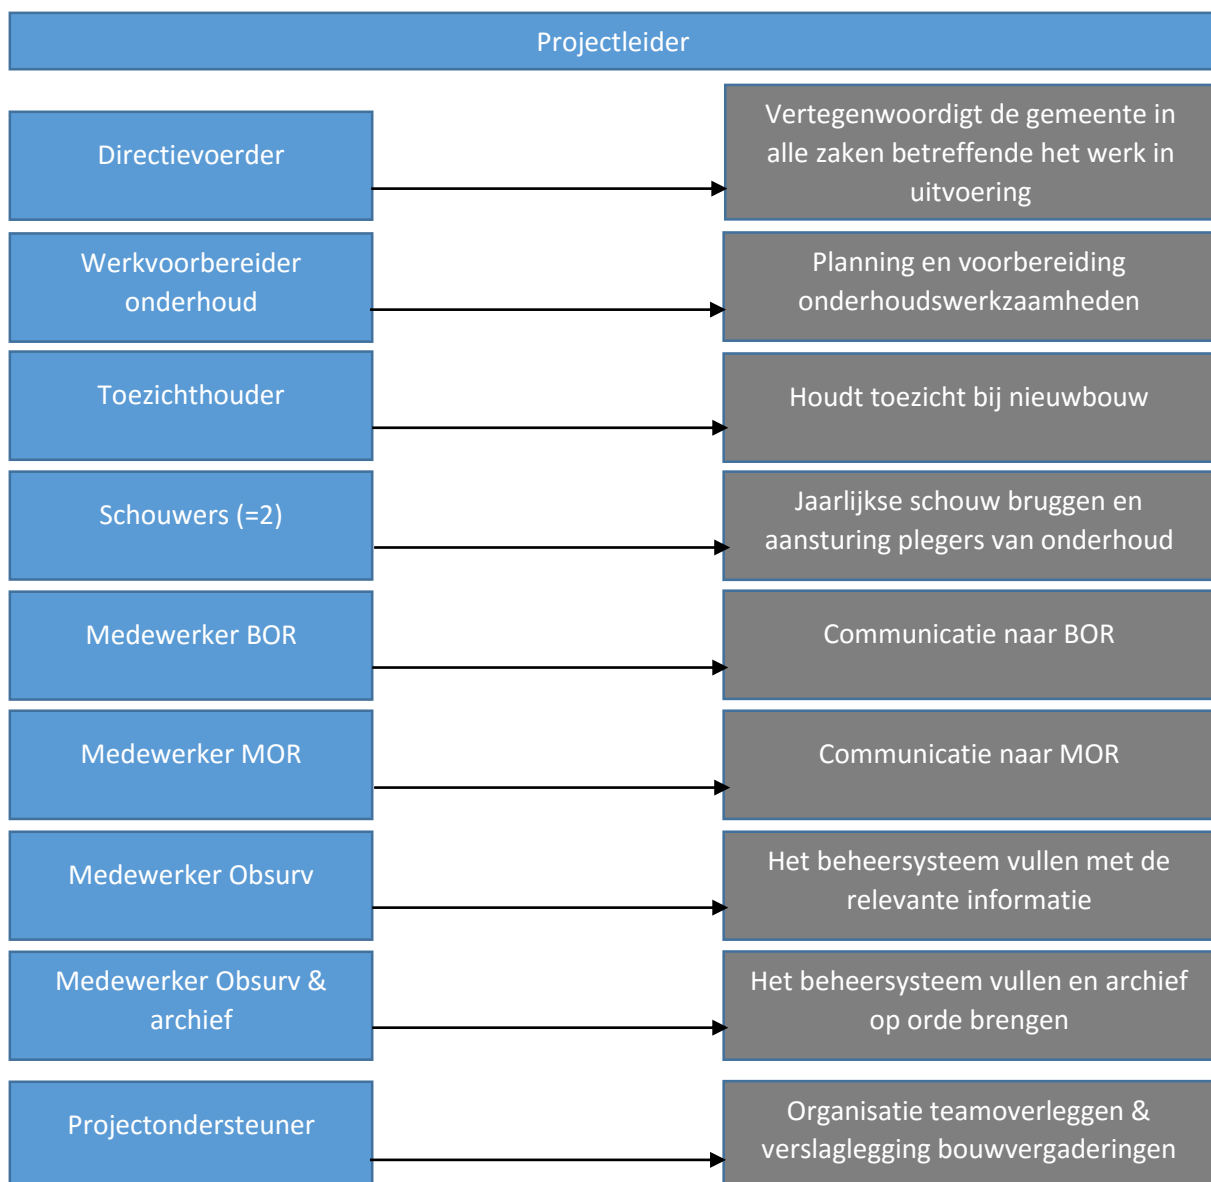 Projectleider
Directievoerder
Vertegenwoordigt de gemeente in
alle zaken betreffende het werk in
uitvoering
Werkvoorbereider
onderhoud
Planning en voorbereiding
onderhoudswerkzaamheden
Toezichthouder
Houdt toezicht bij nieuwbouw
Schouwers (=2)
Jaarlijkse schouw bruggen en
aansturing plegers van onderhoud
Medewerker BOR
Communicatie naar BOR
Medewerker MOR
Communicatie naar MOR
Medewerker Obsurv
Het beheersysteem vullen met de
relevante informatie
Medewerker Obsurv &
archief
Het beheersysteem vullen en archief
op orde brengen
Projectondersteuner
Organisatie teamoverleggen &
verslaglegging bouwvergaderingen